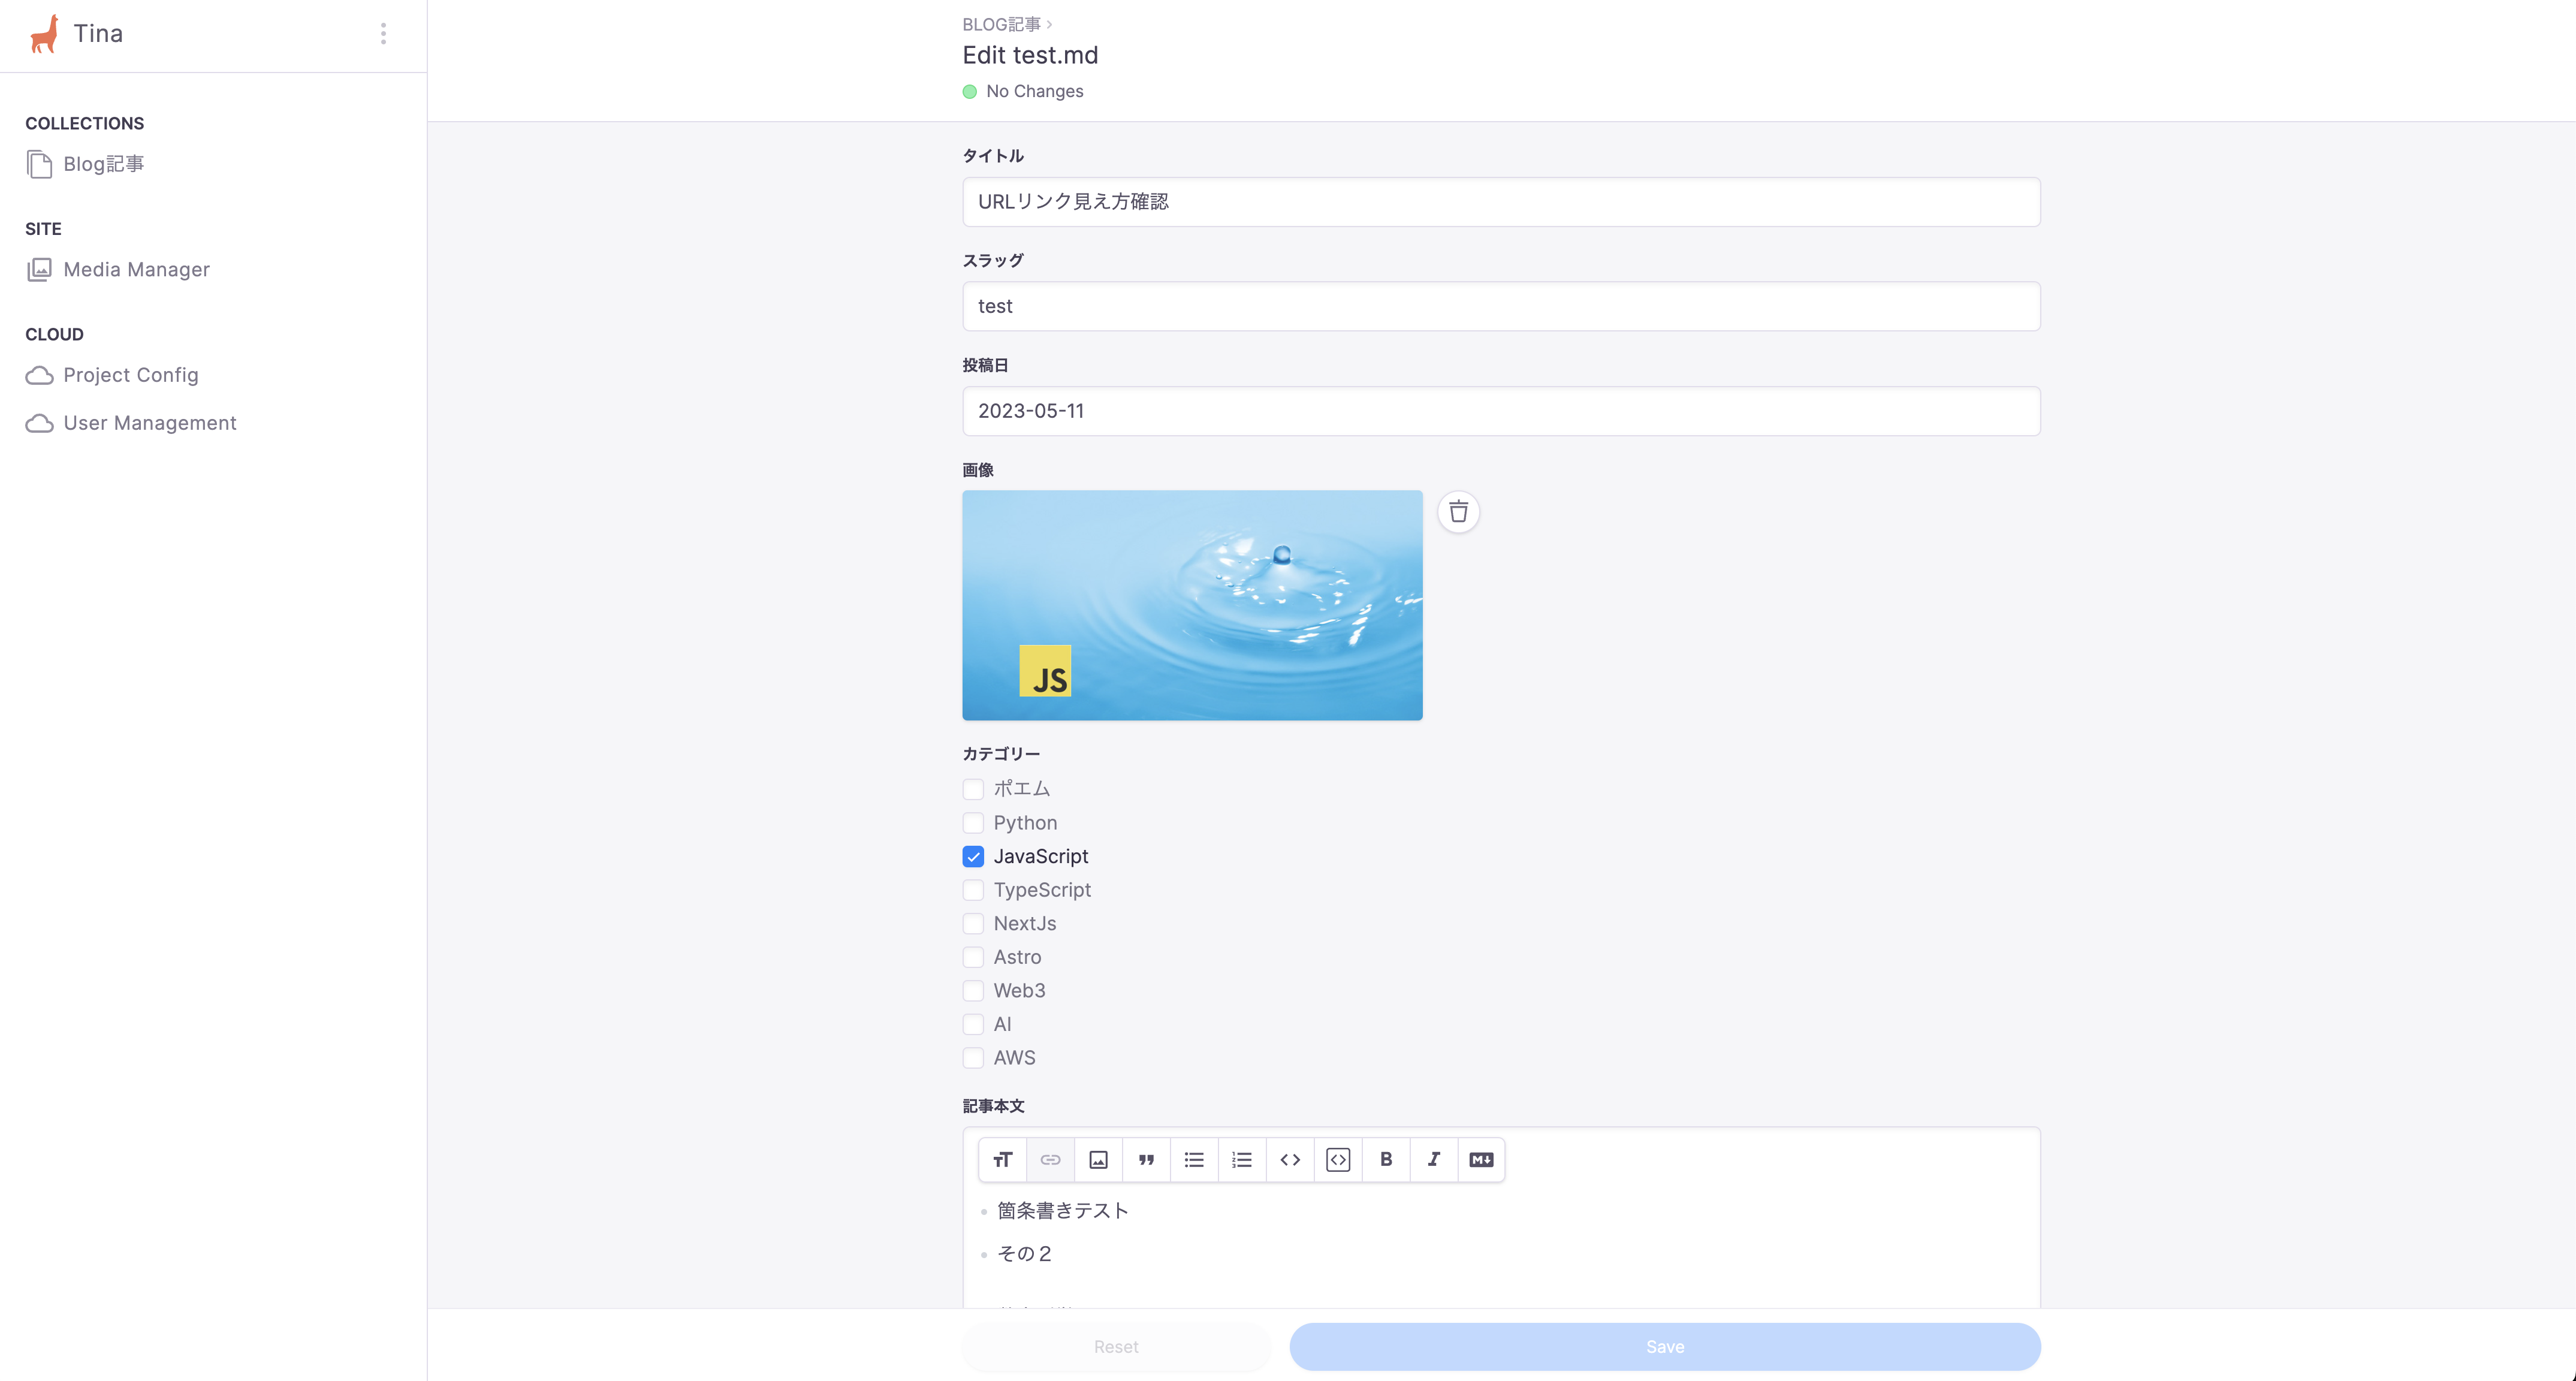 Tina
COLLECTIONS
Blog記事
SITE
Media Manager
CLOUD
Project Config
User Management
BLOG記事
Edit test.md
No Changes
タイトル
URLリンク見え方確認
スラッグ
test
投稿日
2023-05-11
画像
JS
カテゴリー
ポエム
Python
JavaScript
TypeScript
NextJs
Astro
Web3
AI
AWS
記事本文
箇条書きテスト
その２
Reset
Save